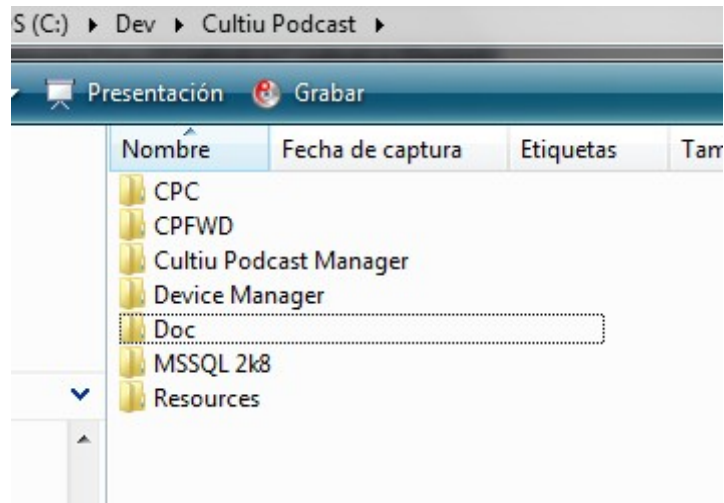 S (C:) Dev Cultiu Podcast
Presentación Grabar
Nombre Fecha de captura Etiquetas Tam
CPC
CPFWD
Cultiu Podcast Manager
Device Manager
Doc
MSSQL 2k8
Resources